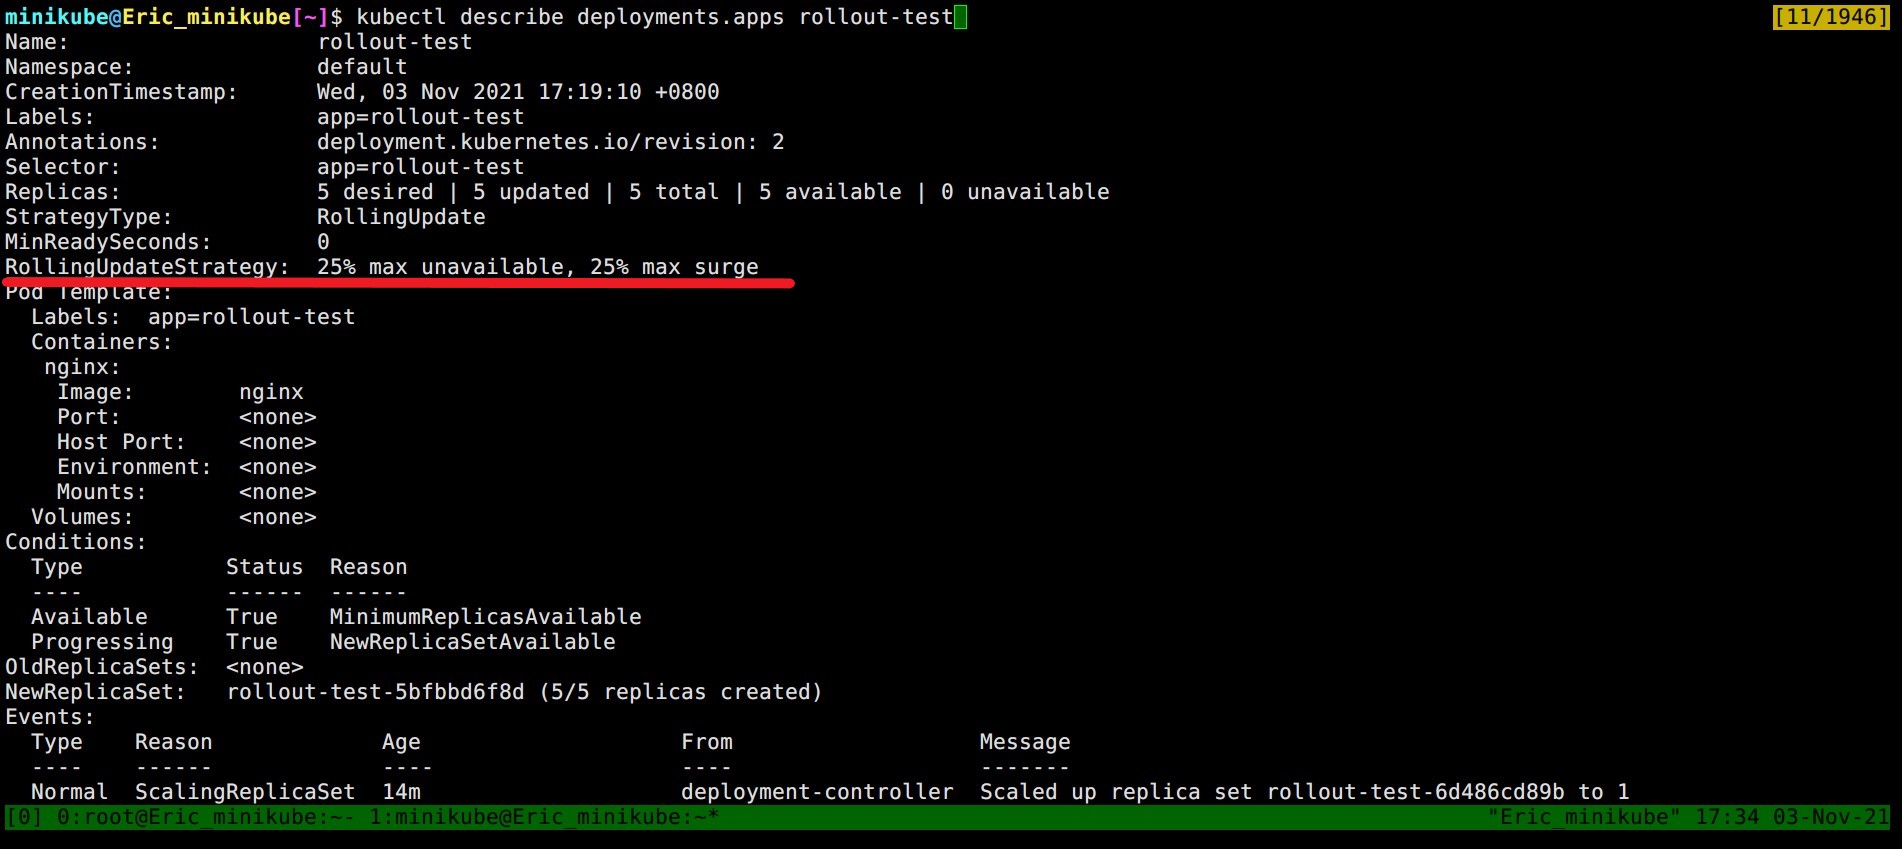 minikube@Eric_minikube[~]$ kubectl describe deployments.apps rollout-test [11/1946]
Name:                   rollout-test
Namespace:              default
CreationTimestamp:      Wed, 03 Nov 2021 17:19:10 +0800
Labels:                 app=rollout-test
Annotations:            deployment.kubernetes.io/revision: 2
Selector:               app=rollout-test
Replicas:               5 desired | 5 updated | 5 total | 5 available | 0 unavailable
StrategyType:           RollingUpdate
MinReadySeconds:        0
RollingUpdateStrategy:  25% max unavailable, 25% max surge
Pod Template:
  Labels:  app=rollout-test
  Containers:
   nginx:
    Image:        nginx
    Port:         <none>
    Host Port:    <none>
    Environment:  <none>
    Mounts:       <none>
  Volumes:        <none>
Conditions:
  Type           Status  Reason
  ----           ------  ------
  Available      True    MinimumReplicasAvailable
  Progressing    True    NewReplicaSetAvailable
OldReplicaSets:  <none>
NewReplicaSet:   rollout-test-5bfbbd6f8d (5/5 replicas created)
Events:
  Type    Reason             Age                    From                   Message
  ----    ------             ----                   ----                   -------
  Normal  ScalingReplicaSet  14m                    deployment-controller  Scaled up replica set rollout-test-6d486cd89b to 1
[0] 0:root@Eric_minikube:~- 1:minikube@Eric_minikube:~* "Eric_minikube" 17:34 03-Nov-21